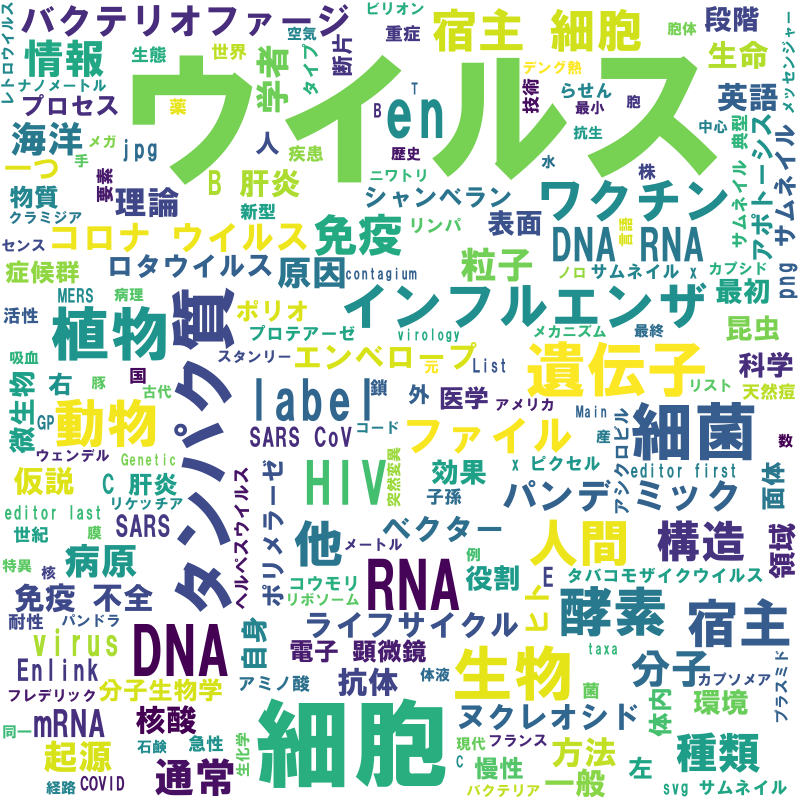 レトロウイルス
バクテリオファージ
ビリオン
空気
重症
断片
宿主 細胞
胞体
段階
生命
メッセンジャー
情報
生態
世界
タイプ
学者
ナノメートル
プロセス
ウイルス
デング熱
技術
らせん
最小
胞
抗生
英語
中心
典型
海洋
メガ
jpg
手
薬
人
疾患
B
T
en
歴史
水
株
サムネイル
アポトーシス
png サムネイル
一つ
要素
物質
クラミジア
理論
B 肝炎
新型
ニワトリ
シャンベラン
リンパ
表面
ワクチン
言語
センス
コロナ ウイルス
免疫
DNA RNA
症候群
ロタウイルス
原因
contagium
粒子
ノロ
サムネイル x
カプシド
最初
MERS
病理
活性
植物
タンパク質
ポリオ
プロテアーゼ
インフルエンザ
virology
メカニズム
最終
昆虫
吸血
スタンリー
エンベロープ
元
List
遺伝子
リスト
科学
天然痘
微生物
右
豚
国
古代
label
鎖
外
医学
アメリカ
Main
産
アシクロビル
細菌
数
GP
動物
SARS CoV
コード
ファイル
ウェンデル
Genetic
仮説
C 肝炎
リケッチア
ヘルペスウイルス
ポリメラーゼ
HIV
突然変異
効果
子孫
x ピクセル
editor first
パンデミック
面体
editor last
世紀
膜
SARS
他
ベクター
人間
構造
領域
特異
核
病原
メートル
RNA
例
役割
E
タバコモザイクウイルス
免疫 不全
コウモリ
リボソーム
ヒト
酵素
宿主
耐性
パンドラ
virus
DNA
自身
ライフサイクル
taxa
Enlink
電子 顕微鏡
生物
分子
カプソメア
プラスミド
フレデリック
分子生物学
アミノ酸
抗体
体液
菌
体内
環境
同一
mRNA
核酸
細胞
ヌクレオシド
起源
石鹸
急性
生化学
現代
フランス
方法
左
種類
経路
COVID
通常
C
慢性
バクテリア
一般
svg サムネイル